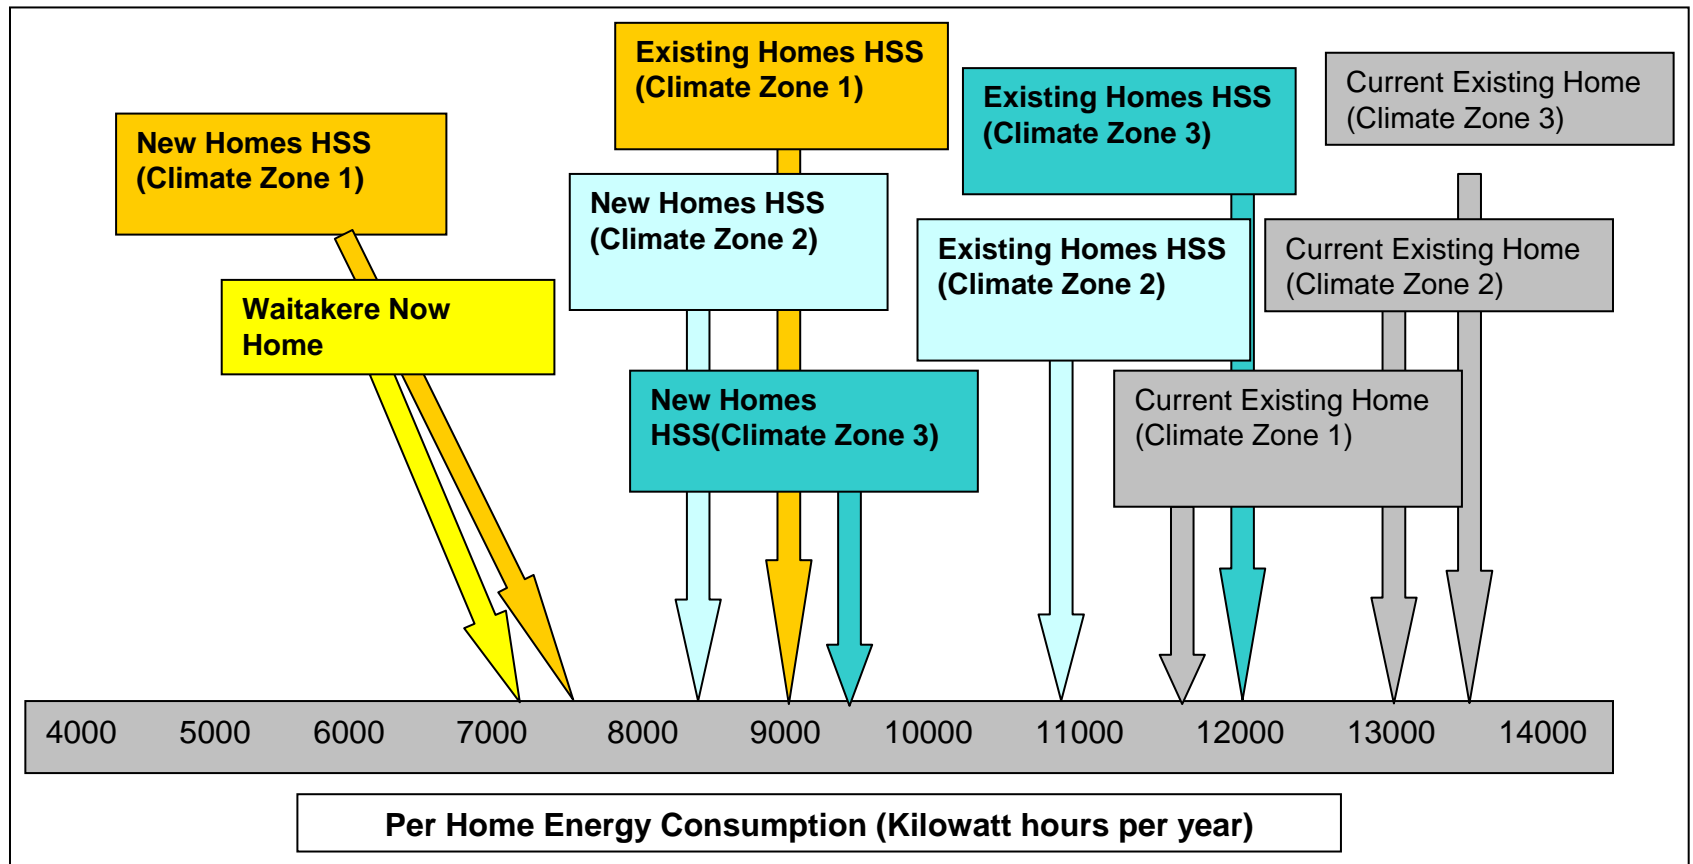 Existing Homes HSS
(Climate Zone 1)
Existing Homes HSS
(Climate Zone 3)
Current Existing Home
(Climate Zone 3)
New Homes HSS
(Climate Zone 1)
New Homes HSS
(Climate Zone 2)
Existing Homes HSS
(Climate Zone 2)
Current Existing Home
(Climate Zone 2)
Waitakere Now
Home
New Homes
HSS(Climate Zone 3)
Current Existing Home
(Climate Zone 1)
4000 5000 6000 7000 8000 9000 10000 11000 12000 13000 14000
Per Home Energy Consumption (Kilowatt hours per year)